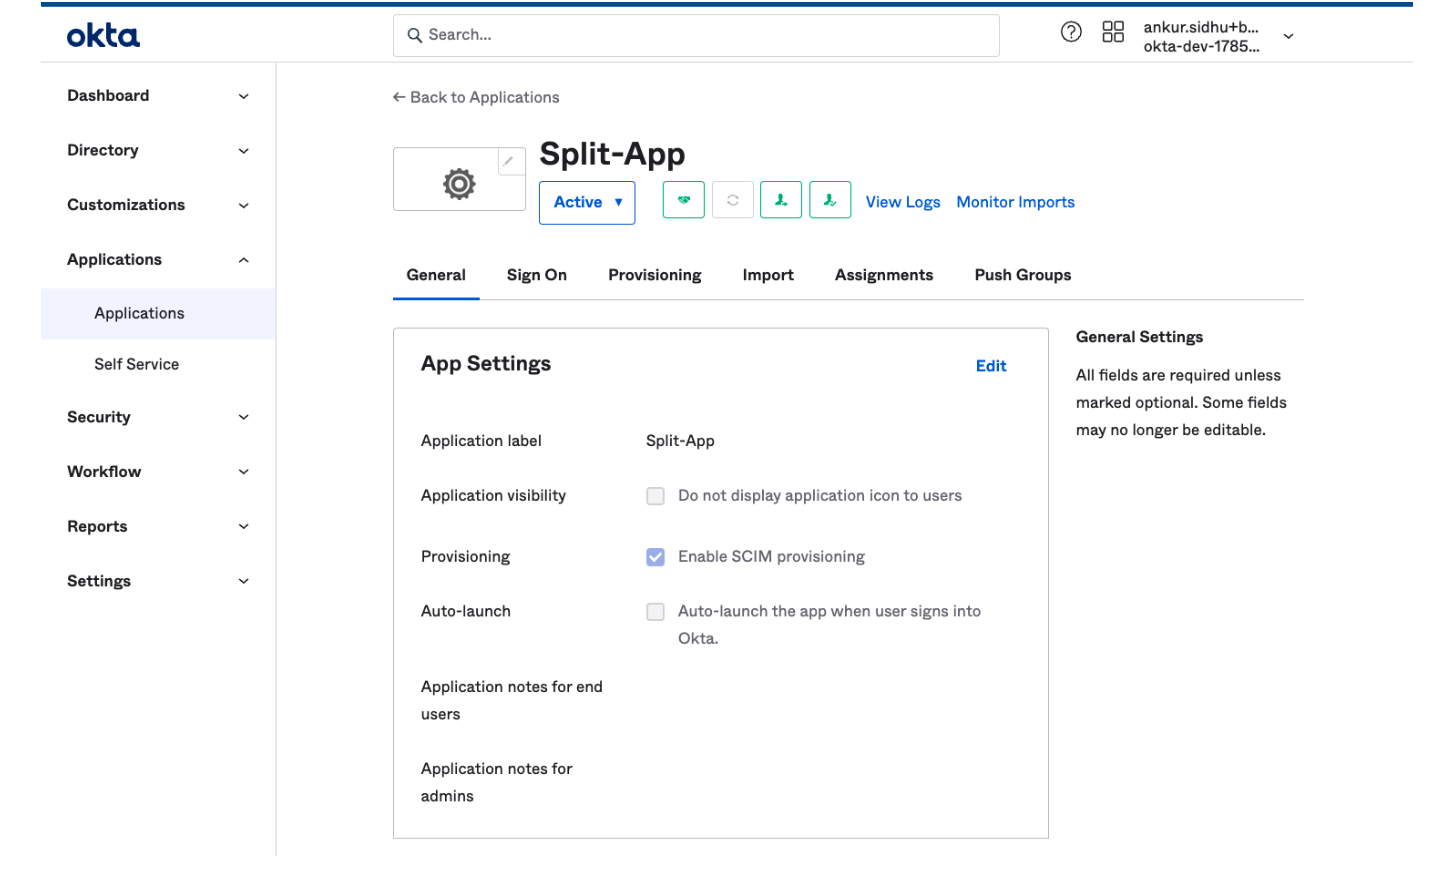 okta
Search...
ankur.sidhu+b...
okta-dev-1785...
Dashboard
Directory
Customizations
Applications
Applications
Self Service
Security
Workflow
Reports
Settings
← Back to Applications
Split-App
Active ▼
View Logs
Monitor Imports
General
Sign On
Provisioning
Import
Assignments
Push Groups
App Settings
Edit
Application label
Split-App
Application visibility
Do not display application icon to users
Provisioning
Enable SCIM provisioning
Auto-launch
Auto-launch the app when user signs into
Okta.
Application notes for end
users
Application notes for
admins
General Settings
All fields are required unless
marked optional. Some fields
may no longer be editable.